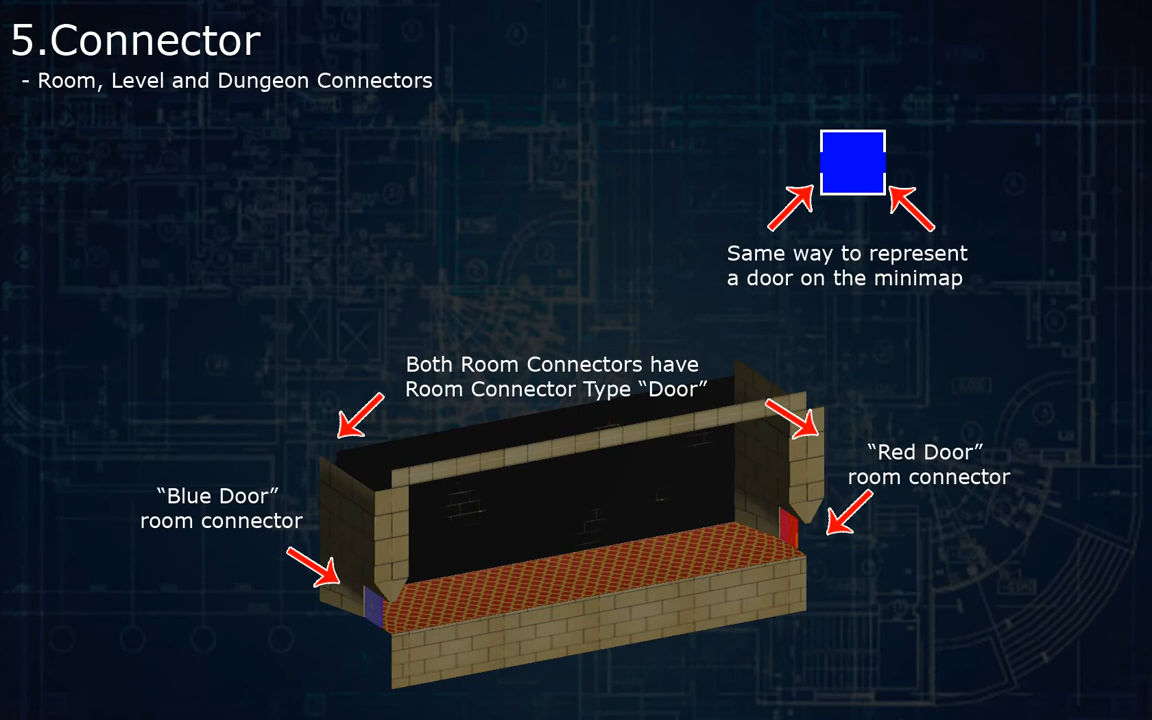 5.Connector
- Room, Level and Dungeon Connectors
Same way to represent
a door on the minimap
Both Room Connectors have
Room Connector Type “Door”
“Red Door”
room connector
“Blue Door”
room connector